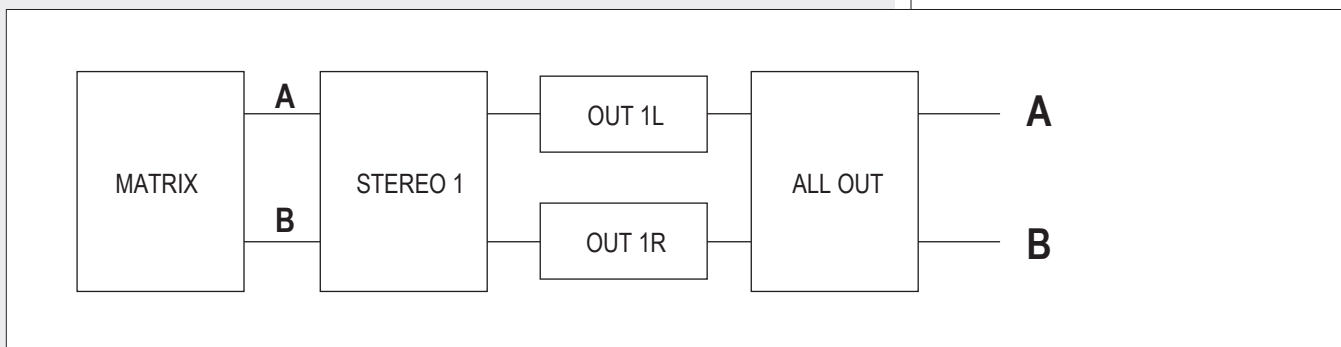 A
OUT 1L
A
MATRIX
STEREO 1
ALL OUT
B
OUT 1R
B